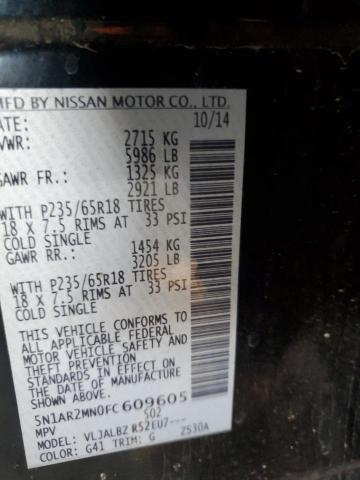 MFD BY NISSAN MOTOR CO., LTD.
DATE: 10/14
VWR: 2715 KG
5986 LB
GAWR FR.: 1325 KG
2921 LB
WITH P235/65R18 TIRES
18 X 7.5 RIMS AT 33 PSI
COLD SINGLE
GAWR RR.: 1454 KG
3205 LB
WITH P235/65R18 TIRES
18 X 7.5 RIMS AT 33 PSI
COLD SINGLE
THIS VEHICLE CONFORMS TO
ALL APPLICABLE FEDERAL
MOTOR VEHICLE SAFETY AND
THEFT PREVENTION
STANDARDS IN EFFECT ON
THE DATE OF MANUFACTURE
SHOWN ABOVE.
5N1AR2MN0FC609605
MPV S02
VLJALBZ R52EU7--- ZS30A
COLOR: G41 TRIM: G